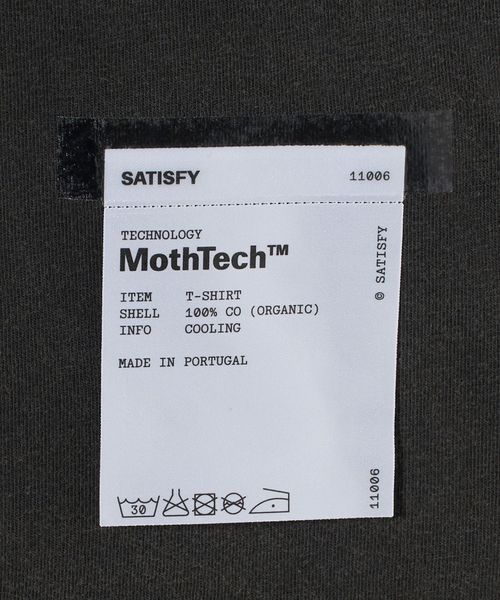 SATISFY 11006
TECHNOLOGY
MothTech™
ITEM T-SHIRT
SHELL 100% CO (ORGANIC)
INFO COOLING
MADE IN PORTUGAL
© SATISFY
11006
30